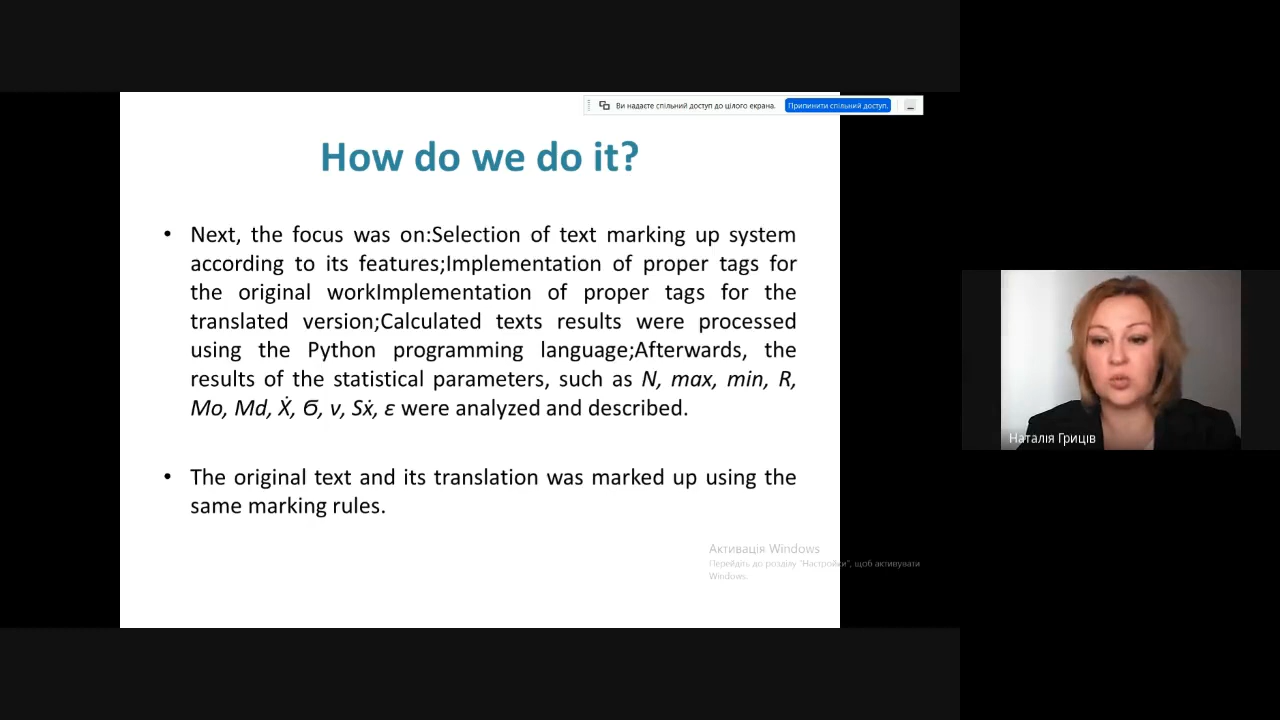 Ви надаєте спільний доступ до цілого екрана.
Припинити спільний доступ.
How do we do it?
• Next, the focus was on:Selection of text marking up system
according to its features;Implementation of proper tags for
the original workImplementation of proper tags for the
translated version;Calculated texts results were processed
using the Python programming language;Afterwards, the
results of the statistical parameters, such as N, max, min, R,
Mo, Md, Ẋ, Ϭ, ν, Sẋ, ε were analyzed and described.
• The original text and its translation was marked up using the
same marking rules.
Активація Windows
Перейдіть до розділу "Настройки", щоб активувати
Windows.
Наталія Гриців